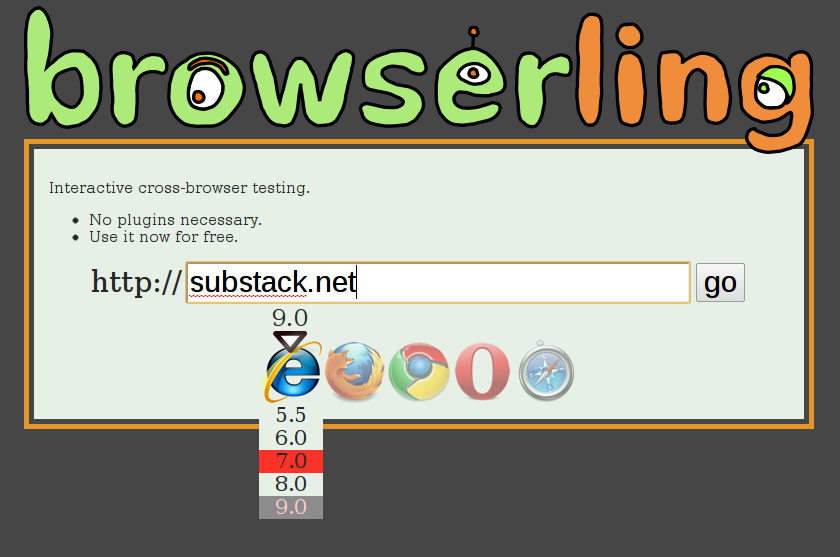 browserling
Interactive cross-browser testing.
• No plugins necessary.
• Use it now for free.
http:// substack.net go
9.0
5.5
6.0
7.0
8.0
9.0